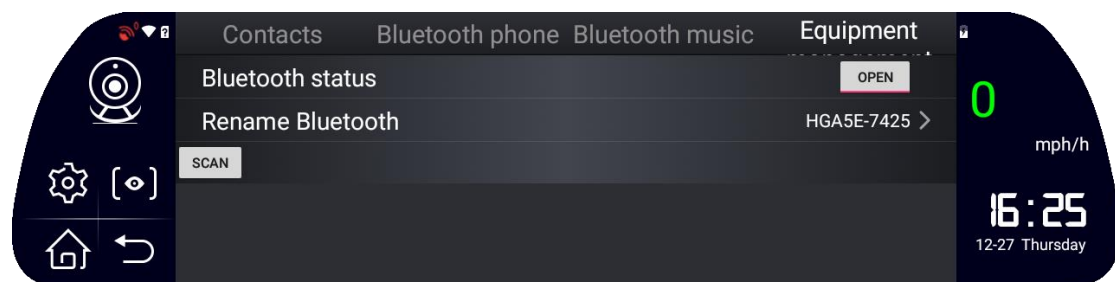 Contacts
Bluetooth phone
Bluetooth music
Equipment
Bluetooth status
OPEN
Rename Bluetooth
HGA5E-7425
SCAN
0
mph/h
16:25
12-27 Thursday